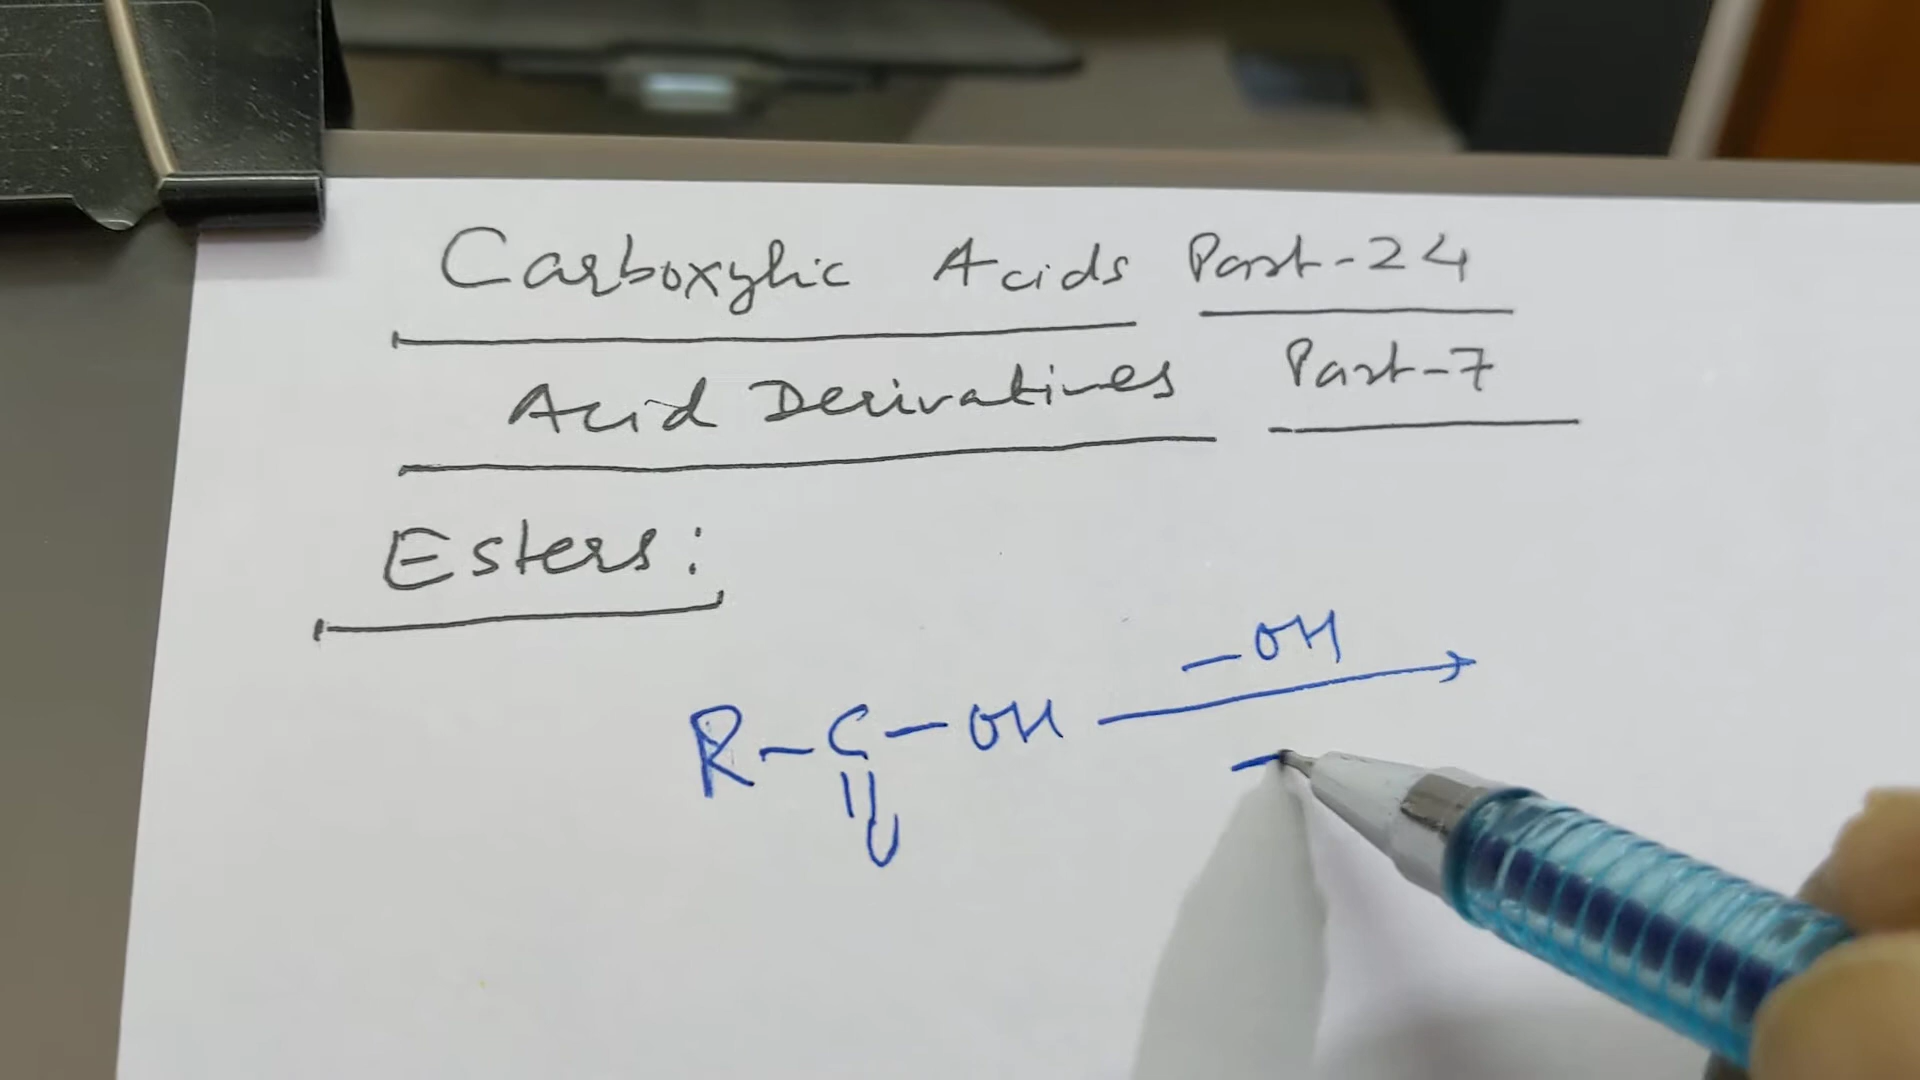 Carboxylic Acids Part-24
Acid Derivatives Part-7
Esters:
-OH
R-C-OH
O